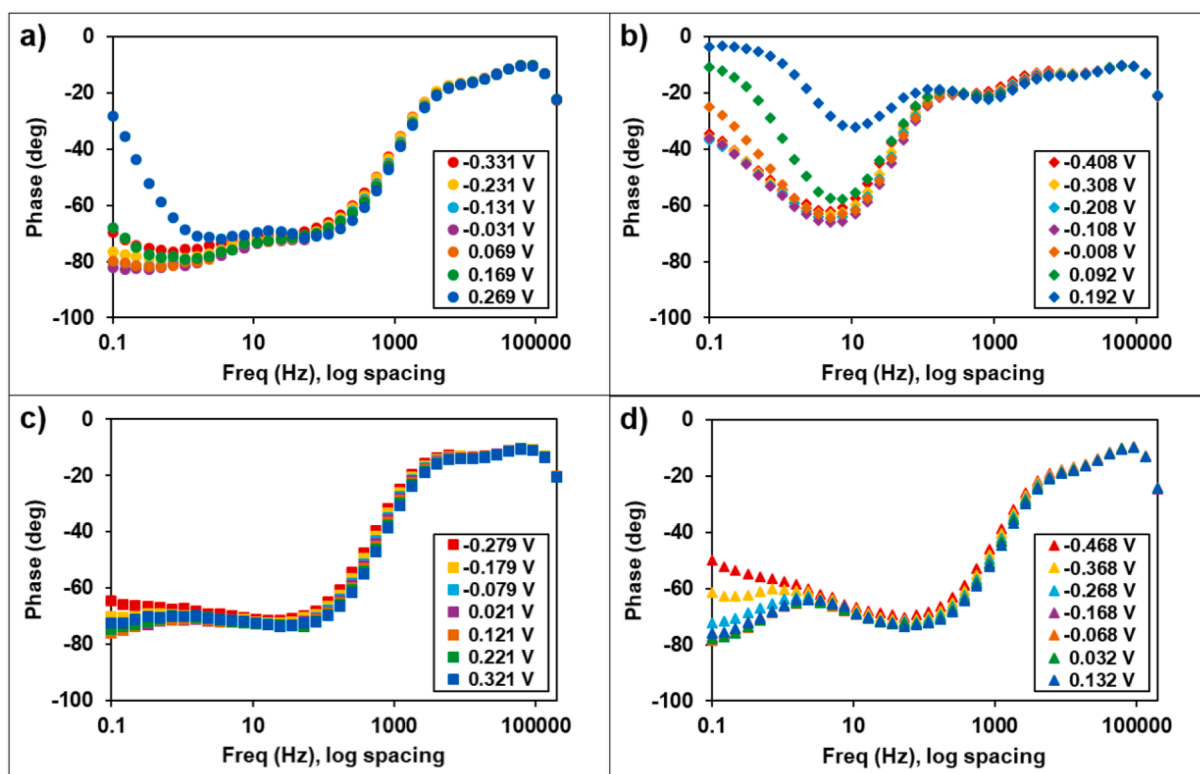 a)
0
-20
-40
-60
-80
-100
Phase (deg)
-0.331 V
-0.231 V
-0.131 V
-0.031 V
0.069 V
0.169 V
0.269 V
0.1
10
1000
100000
Freq (Hz), log spacing
b)
0
-20
-40
-60
-80
-100
Phase (deg)
-0.408 V
-0.308 V
-0.208 V
-0.108 V
-0.008 V
0.092 V
0.192 V
0.1
10
1000
100000
Freq (Hz), log spacing
c)
0
-20
-40
-60
-80
-100
Phase (deg)
-0.279 V
-0.179 V
-0.079 V
0.021 V
0.121 V
0.221 V
0.321 V
0.1
10
1000
100000
Freq (Hz), log spacing
d)
0
-20
-40
-60
-80
-100
Phase (deg)
-0.468 V
-0.368 V
-0.268 V
-0.168 V
-0.068 V
0.032 V
0.132 V
0.1
10
1000
100000
Freq (Hz), log spacing